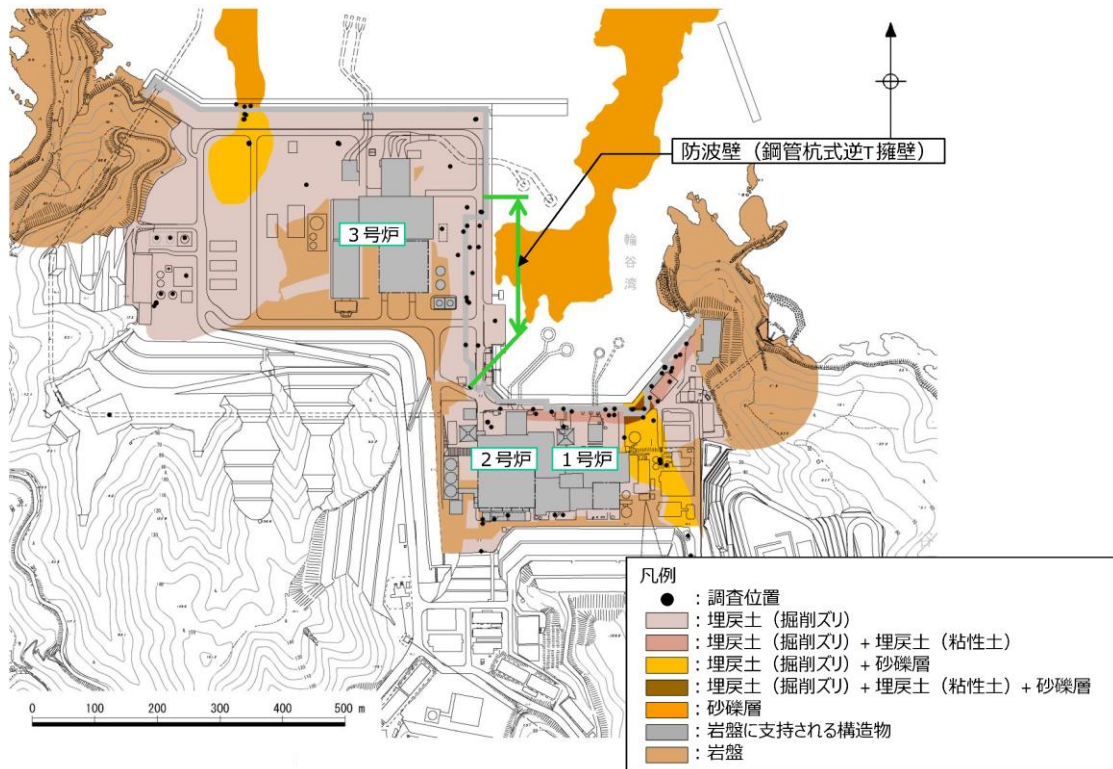 防波壁（鋼管杭式逆T擁壁）
輪谷湾
3号炉
2号炉
1号炉
0 100 200 300 400 500 m
凡例
● ：調査位置
：埋戻土（掘削ズリ）
：埋戻土（掘削ズリ）+ 埋戻土（粘性土）
：埋戻土（掘削ズリ）+ 砂礫層
：埋戻土（掘削ズリ）+ 埋戻土（粘性土）+ 砂礫層
：砂礫層
：岩盤に支持される構造物
：岩盤